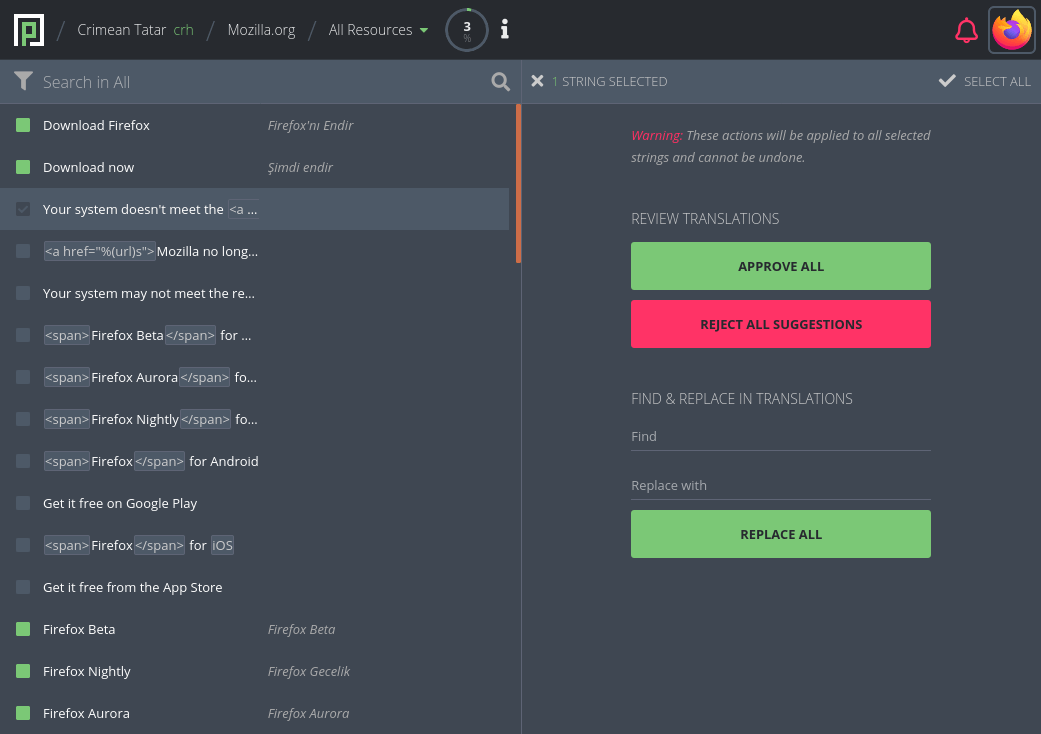 Crimean Tatar crh
Mozilla.org
All Resources
3
%
Search in All
1 STRING SELECTED
SELECT ALL
Download Firefox Firefox'nı Endir
Download now Şimdi endir
Your system doesn't meet the <a ...
<a href="%(url)s">Mozilla no long...
Your system may not meet the re...
<span>Firefox Beta</span> for ...
<span>Firefox Aurora</span> fo...
<span>Firefox Nightly</span> fo...
<span>Firefox</span> for Android
Get it free on Google Play
<span>Firefox</span> for iOS
Get it free from the App Store
Firefox Beta Firefox Beta
Firefox Nightly Firefox Gecelik
Firefox Aurora Firefox Aurora
Warning: These actions will be applied to all selected
strings and cannot be undone.
REVIEW TRANSLATIONS
APPROVE ALL
REJECT ALL SUGGESTIONS
FIND & REPLACE IN TRANSLATIONS
Find
Replace with
REPLACE ALL